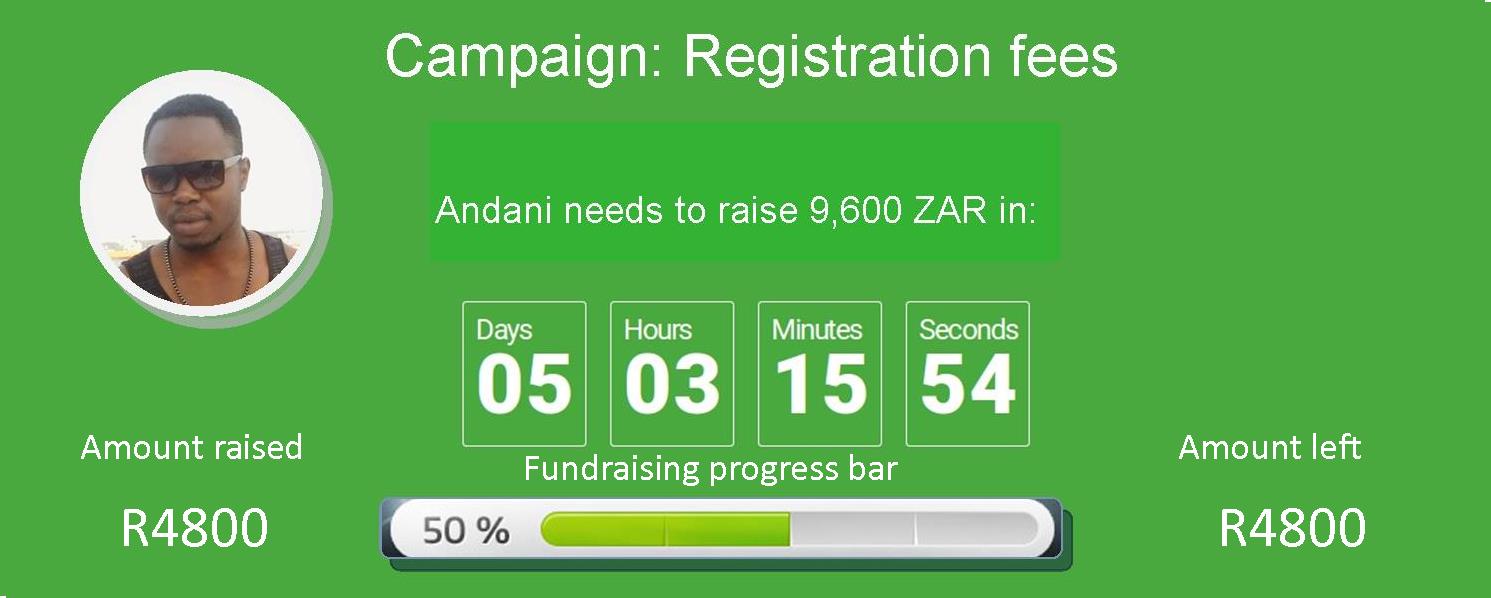 Campaign: Registration fees
Andani needs to raise 9,600 ZAR in:
Days Hours Minutes Seconds
05 03 15 54
Amount raised
Fundraising progress bar
Amount left
R4800
50 %
R4800